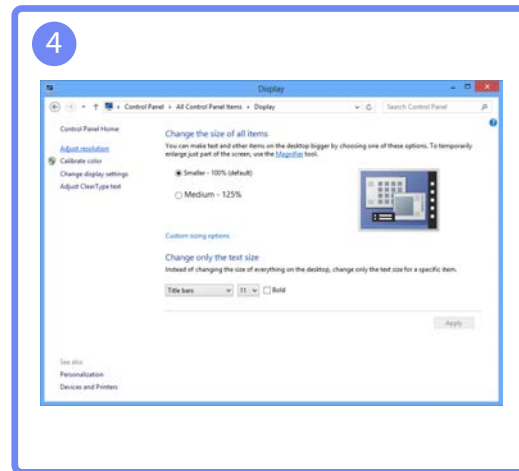 4
Display
Control Panel ▸ All Control Panel Items ▸ Display
Search Control Panel
Control Panel Home
Adjust resolution
Calibrate color
Change display settings
Adjust ClearType text
Change the size of all items
You can make text and other items on the desktop bigger by choosing one of these options. To temporarily
enlarge just part of the screen, use the Magnifier tool.
Smaller - 100% (default)
Medium - 125%
Custom sizing options
Change only the text size
Instead of changing the size of everything on the desktop, change only the text size for a specific item.
Title bars 11 Bold
Apply
See also
Personalization
Devices and Printers